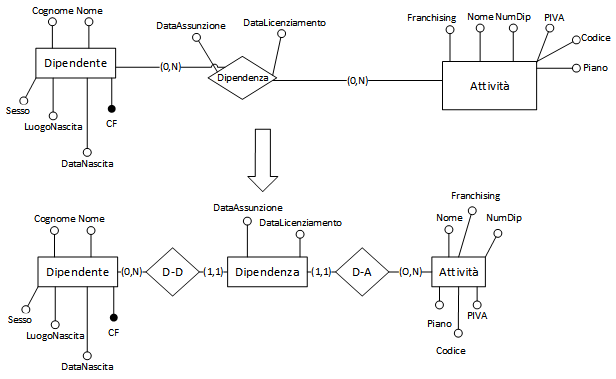 Cognome Nome
DataAssunzione
DataLicenziamento
Franchising
Nome NumDip
PIVA
Codice
Piano
Dipendente
(0,N)
Dipendenza
(0,N)
Attività
Sesso
LuogoNascita
CF
DataNascita
Cognome Nome
DataAssunzione
DataLicenziamento
Franchising
Nome
NumDip
Dipendente
(0,N)
D-D
(1,1)
Dipendenza
(1,1)
D-A
(0,N)
Attività
Sesso
LuogoNascita
CF
DataNascita
Piano
PIVA
Codice